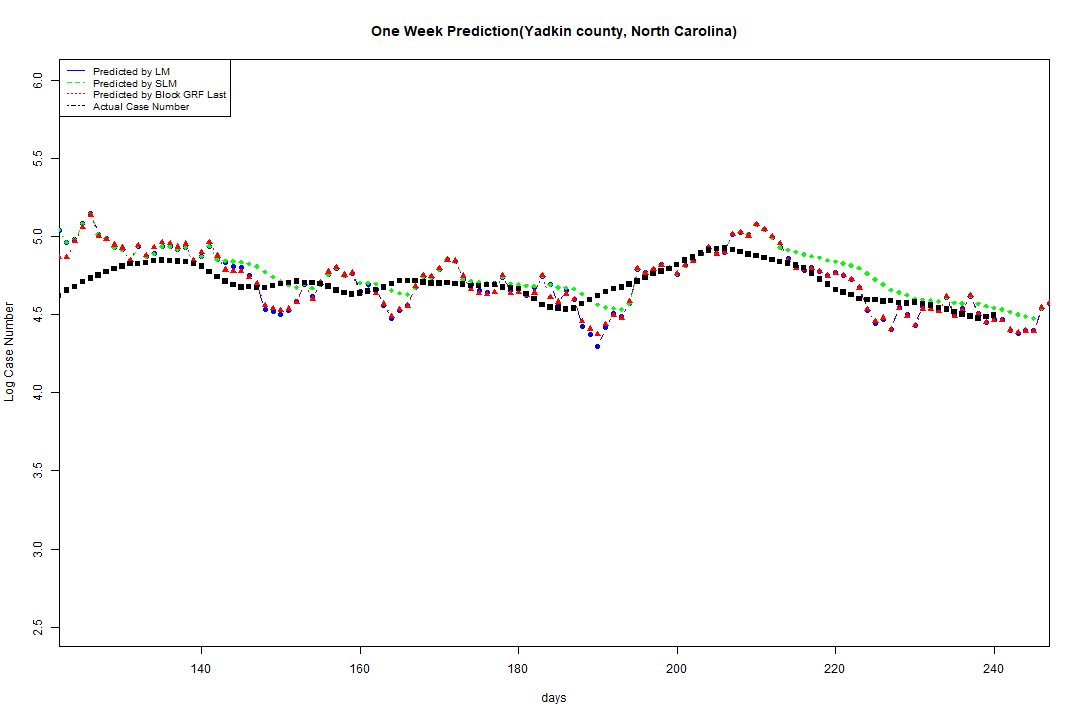 One Week Prediction(Yadkin county, North Carolina)
Predicted by LM
Predicted by SLM
Predicted by Block GRF Last
Actual Case Number
6.0
5.5
5.0
4.5
4.0
3.5
3.0
2.5
Log Case Number
140 160 180 200 220 240
days